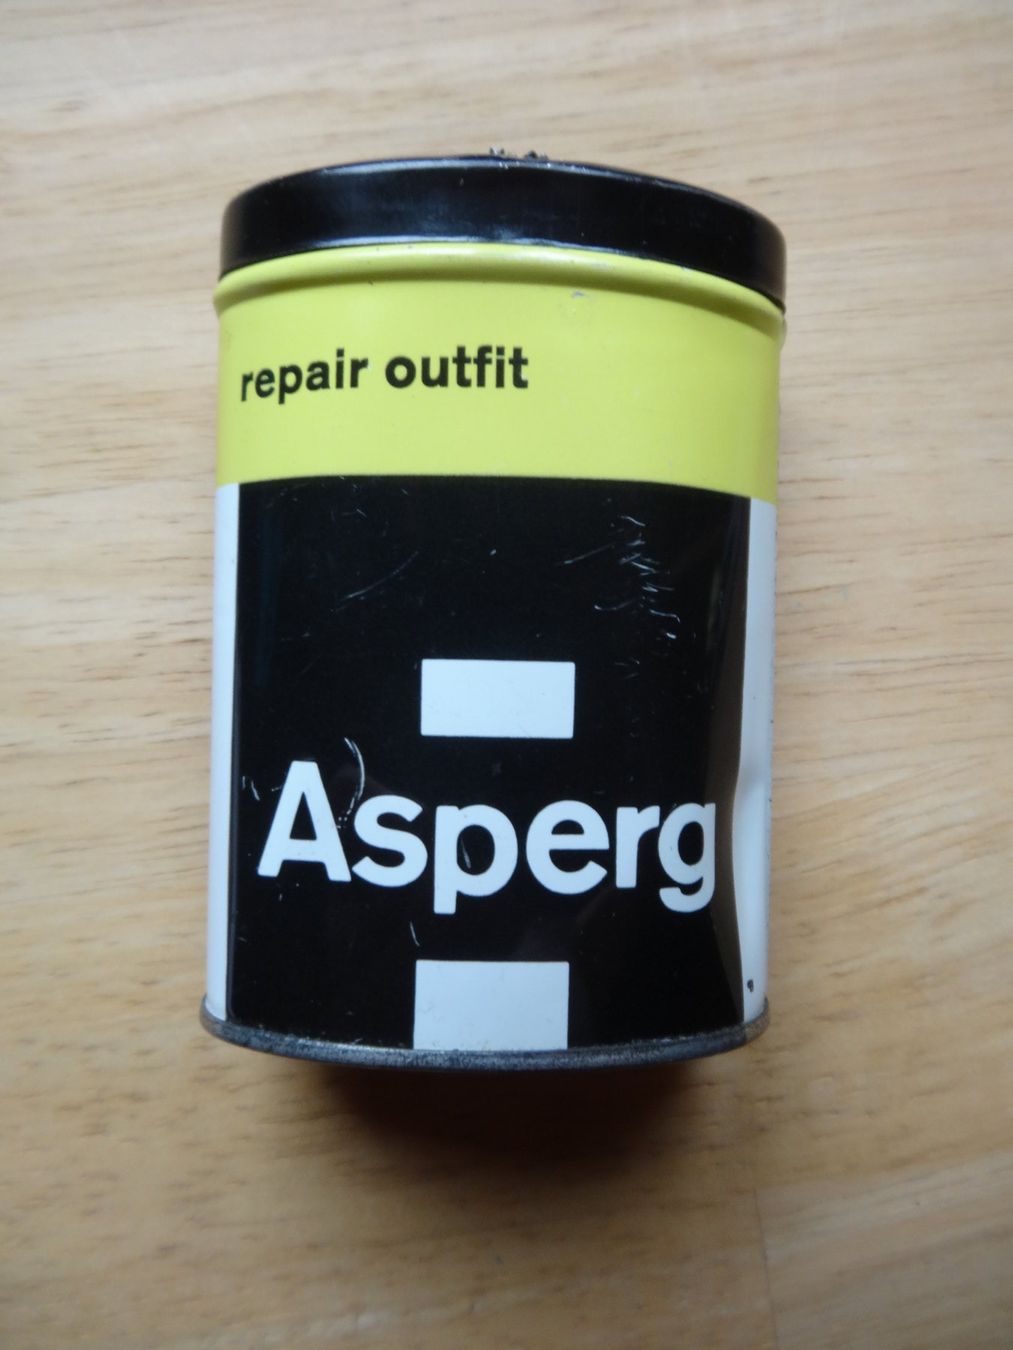 repair outfit
Asperg